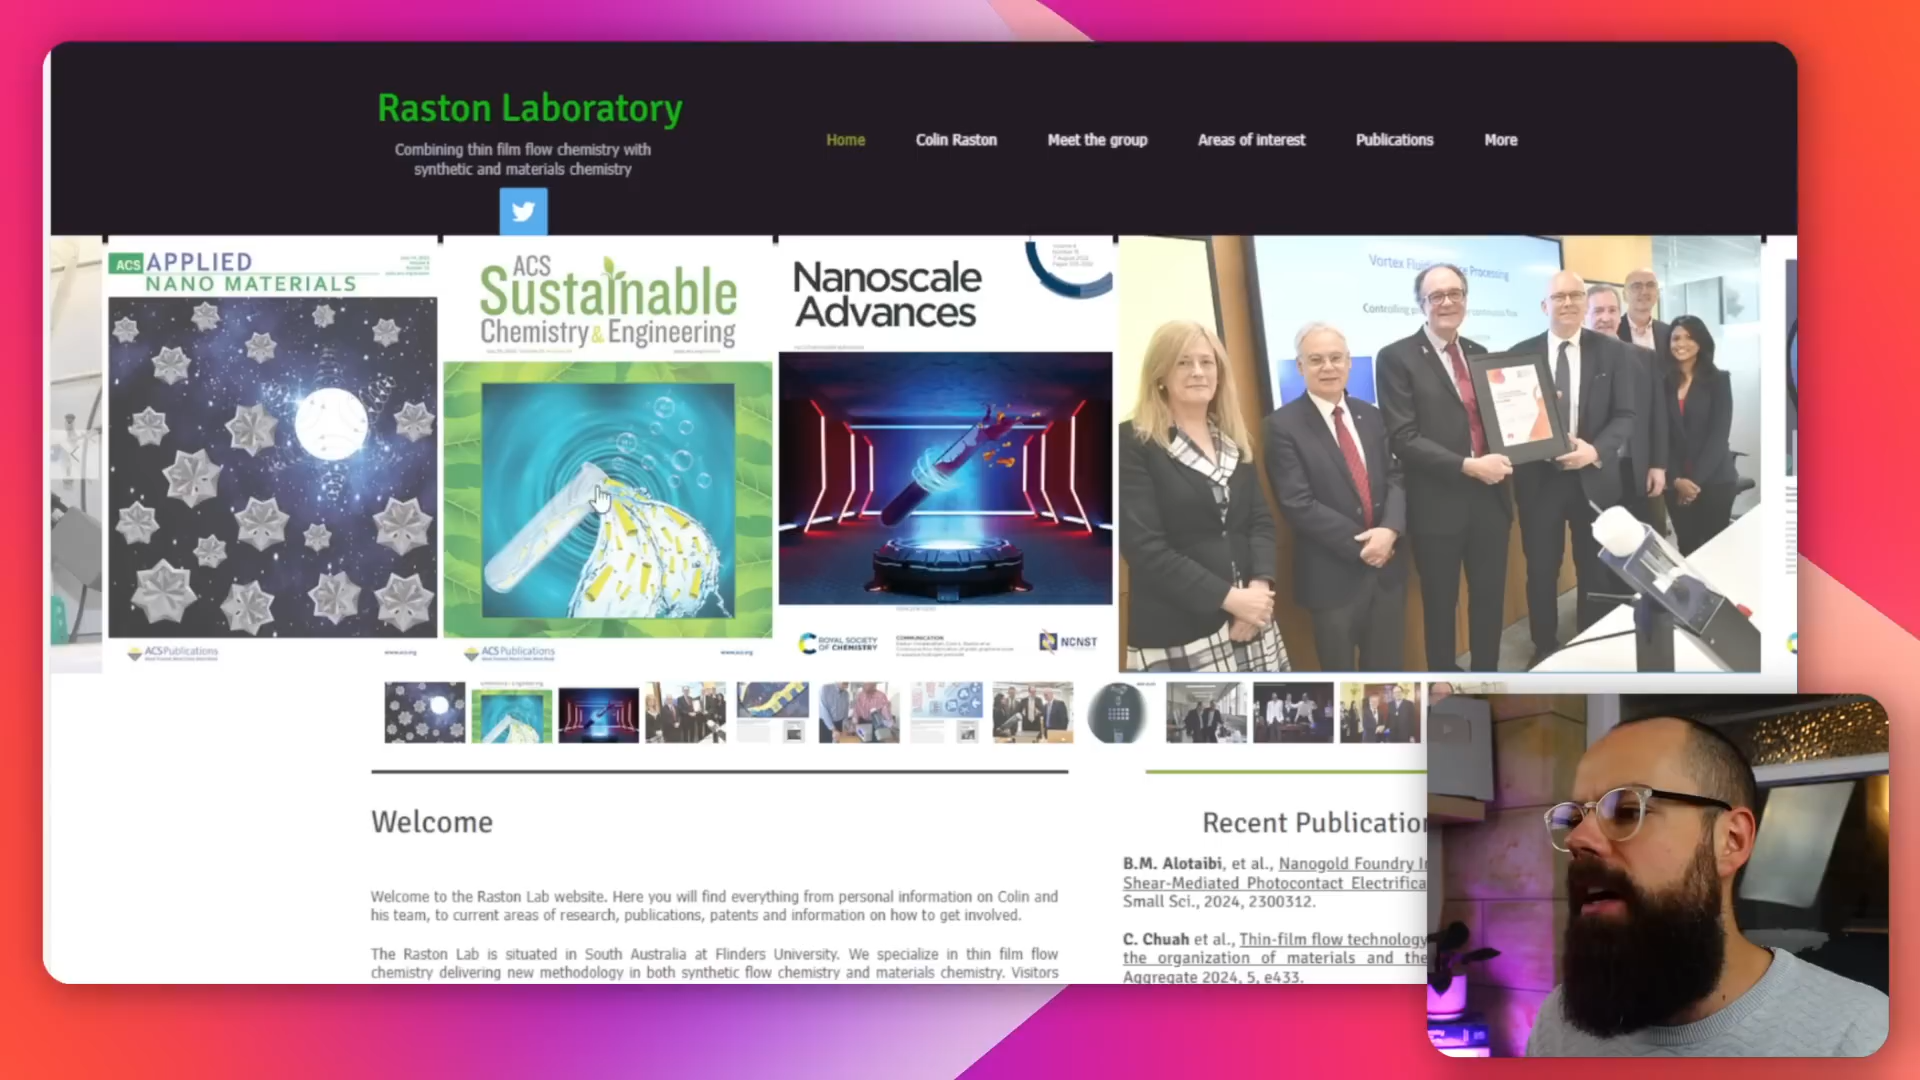 Raston Laboratory
Combining thin film flow chemistry with
synthetic and materials chemistry
Home
Colin Raston
Meet the group
Areas of interest
Publications
More
ACS APPLIED
NANO MATERIALS
ACS Publications
www.acs.org
ACS
Sustainable
Chemistry & Engineering
ACS Publications
www.acs.org
Nanoscale
Advances
ROYAL SOCIETY
OF CHEMISTRY
COMMUNICATION
NCNST
Vortex Fluidic
Processing
Controlling
continuous flow
Welcome
Welcome to the Raston Lab website. Here you will find everything from personal information on Colin and
his team, to current areas of research, publications, patents and information on how to get involved.
The Raston Lab is situated in South Australia at Flinders University. We specialize in thin film flow
chemistry delivering new methodology in both synthetic flow chemistry and materials chemistry. Visitors
Recent Publication
B.M. Alotaibi, et al., Nanogold Foundry I
Shear-Mediated Photocontact Electrifica
Small Sci., 2024, 2300312.
C. Chuah et al., Thin-film flow technology
the organization of materials and the
Aggregate 2024, 5, e433.